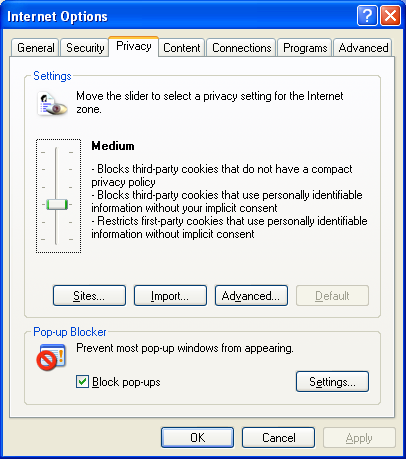 Internet Options
General Security Privacy Content Connections Programs Advanced
Settings
Move the slider to select a privacy setting for the Internet
zone.
Medium
- Blocks third-party cookies that do not have a compact
privacy policy
- Blocks third-party cookies that use personally identifiable
information without your implicit consent
- Restricts first-party cookies that use personally identifiable
information without implicit consent
Sites... Import... Advanced... Default
Pop-up Blocker
Prevent most pop-up windows from appearing.
Block pop-ups Settings...
OK Cancel Apply